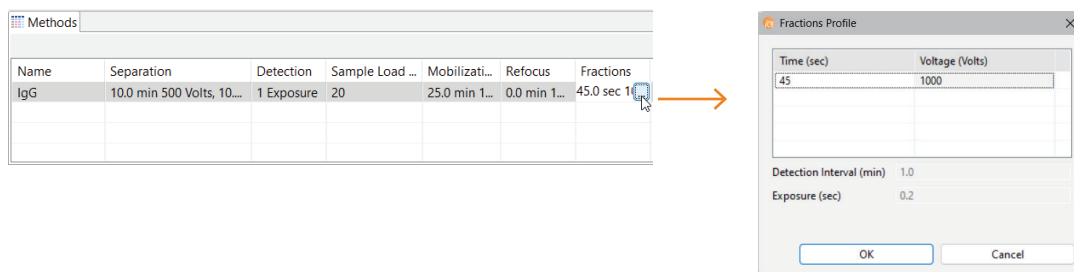 Methods
Name Separation Detection Sample Load ... Mobilizati... Refocus Fractions
IgG 10.0 min 500 Volts, 10.... 1 Exposure 20 25.0 min 1... 0.0 min 1... 45.0 sec 1
Fractions Profile
Time (sec) Voltage (Volts)
45 1000
Detection Interval (min) 1.0
Exposure (sec) 0.2
OK Cancel